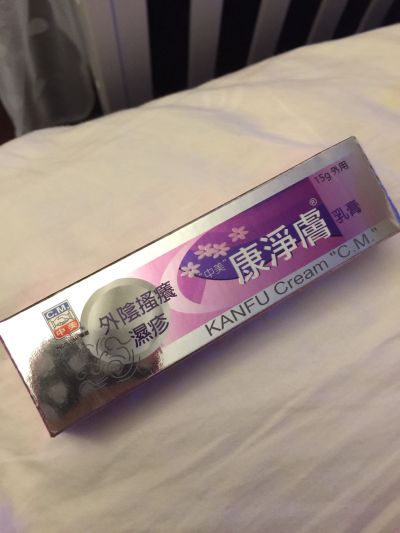 15g 外用
"中美" 康淨膚® 乳膏
KANFU Cream "C.M."
外陰搔癢
濕疹
C.M.
中美